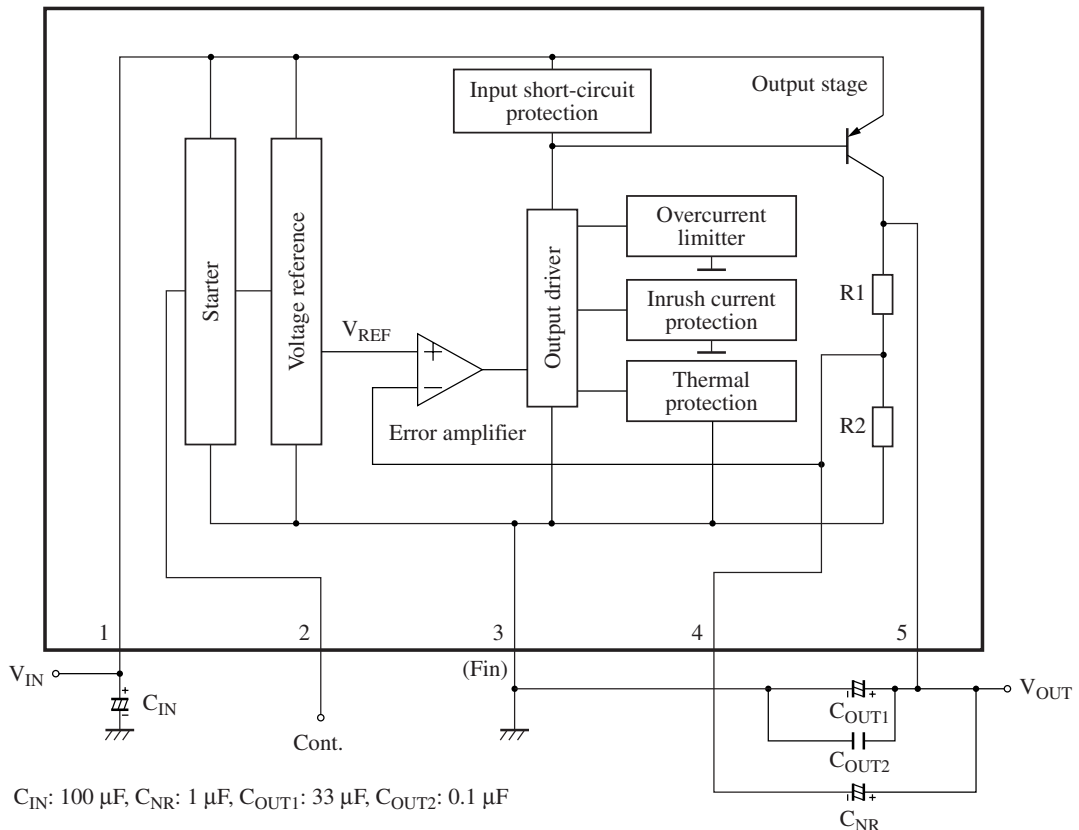 Input short-circuit
protection
Output stage
Starter
Voltage reference
Output driver
Overcurrent
limitter
Inrush current
protection
Thermal
protection
R1
R2
V_REF
+
−
Error amplifier
1
2
3
4
5
(Fin)
V_IN
+
−
C_IN
Cont.
V_OUT
− +
C_OUT1
C_OUT2
− +
C_NR
C_IN: 100 µF, C_NR: 1 µF, C_OUT1: 33 µF, C_OUT2: 0.1 µF